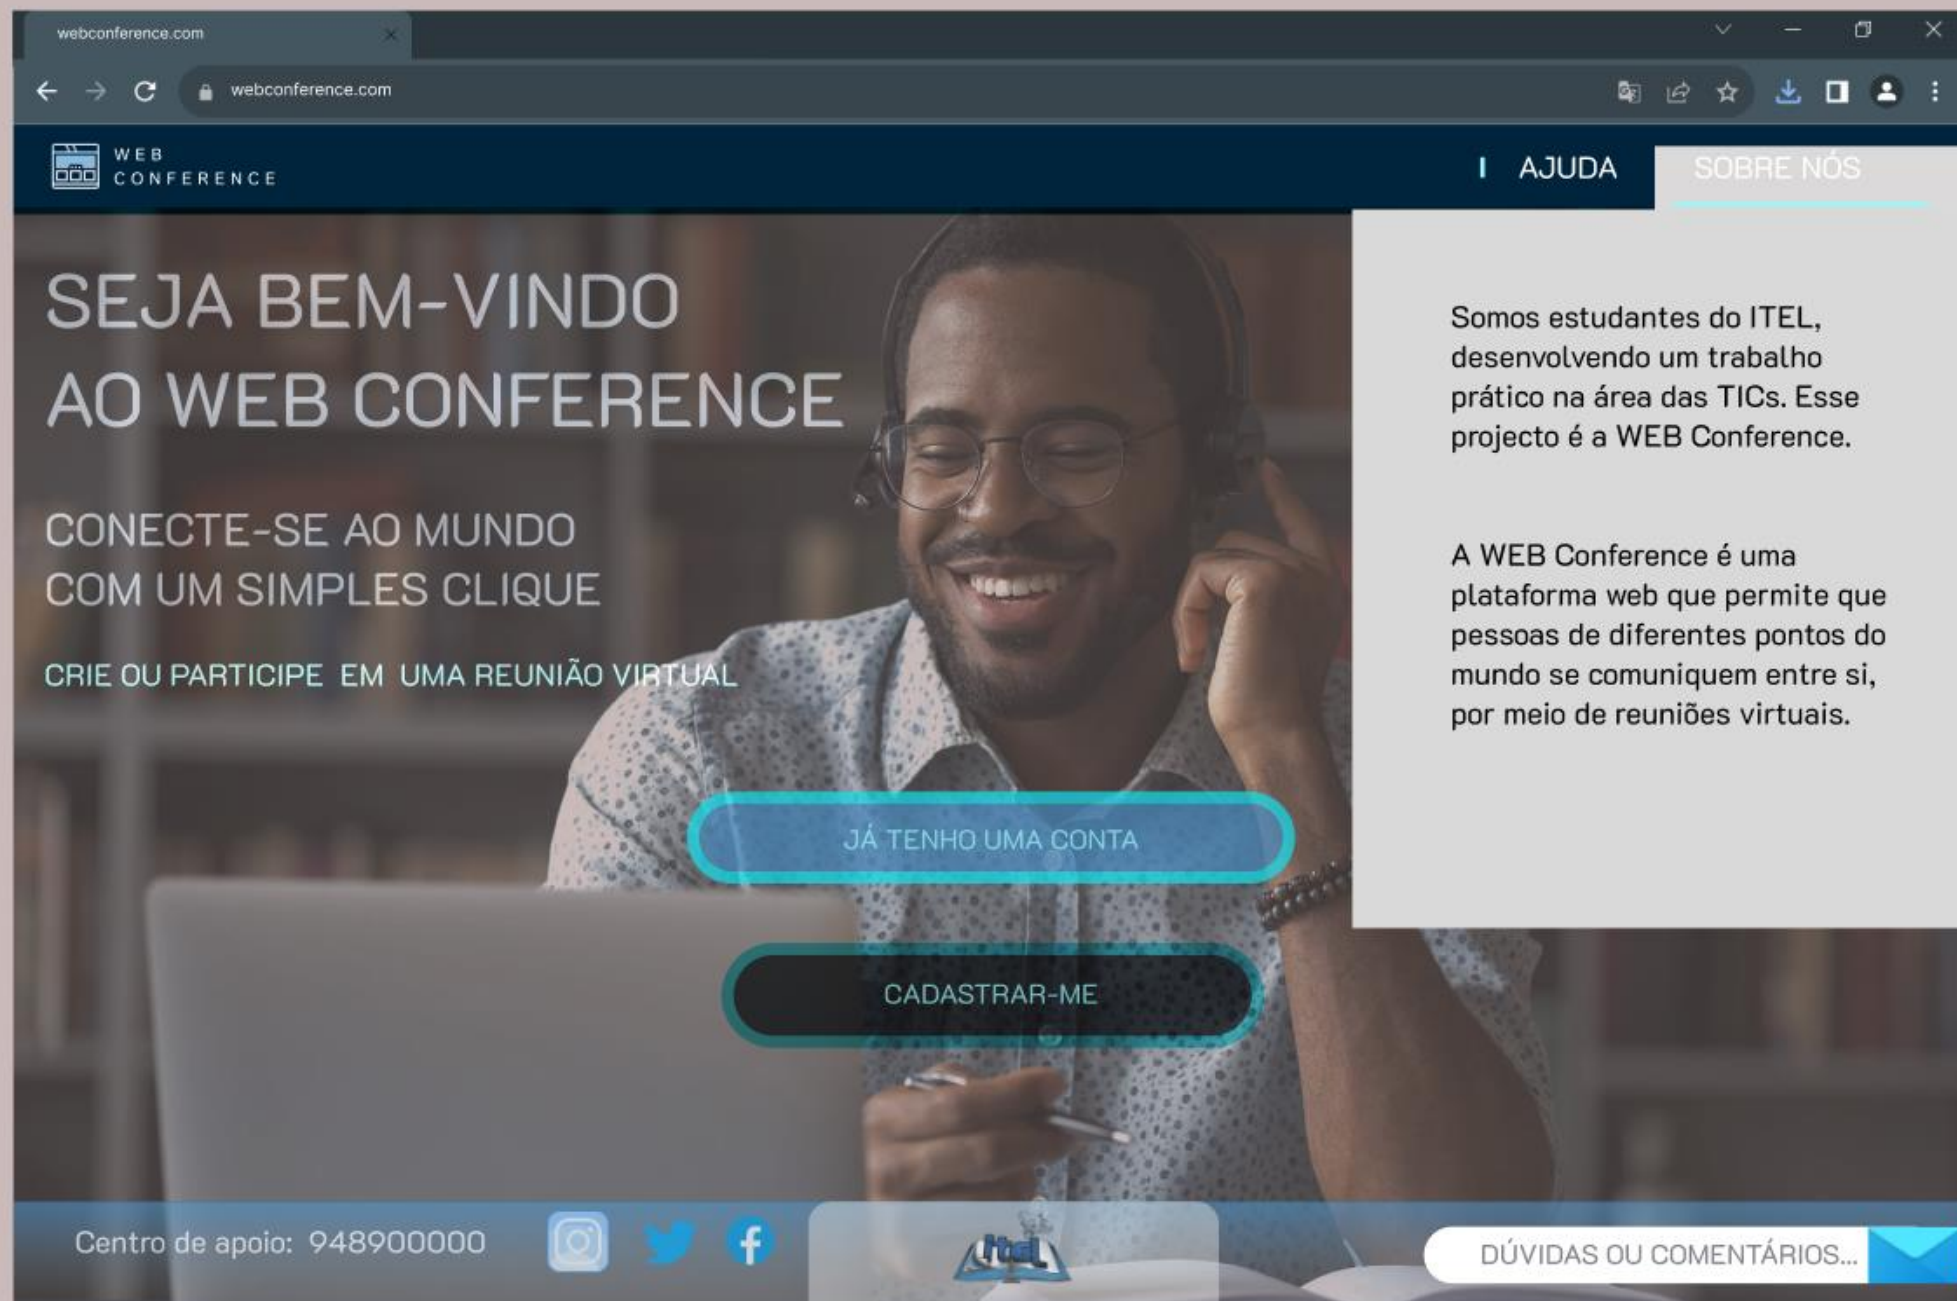 webconference.com
webconference.com
WEB
CONFERENCE
AJUDA
SOBRE NÓS
SEJA BEM-VINDO
AO WEB CONFERENCE
CONECTE-SE AO MUNDO
COM UM SIMPLES CLIQUE
CRIE OU PARTICIPE EM UMA REUNIÃO VIRTUAL
Somos estudantes do ITEL,
desenvolvendo um trabalho
prático na área das TICs. Esse
projecto é a WEB Conference.
A WEB Conference é uma
plataforma web que permite que
pessoas de diferentes pontos do
mundo se comuniquem entre si,
por meio de reuniões virtuais.
JÁ TENHO UMA CONTA
CADASTRAR-ME
Centro de apoio: 948900000
Itel
DÚVIDAS OU COMENTÁRIOS...